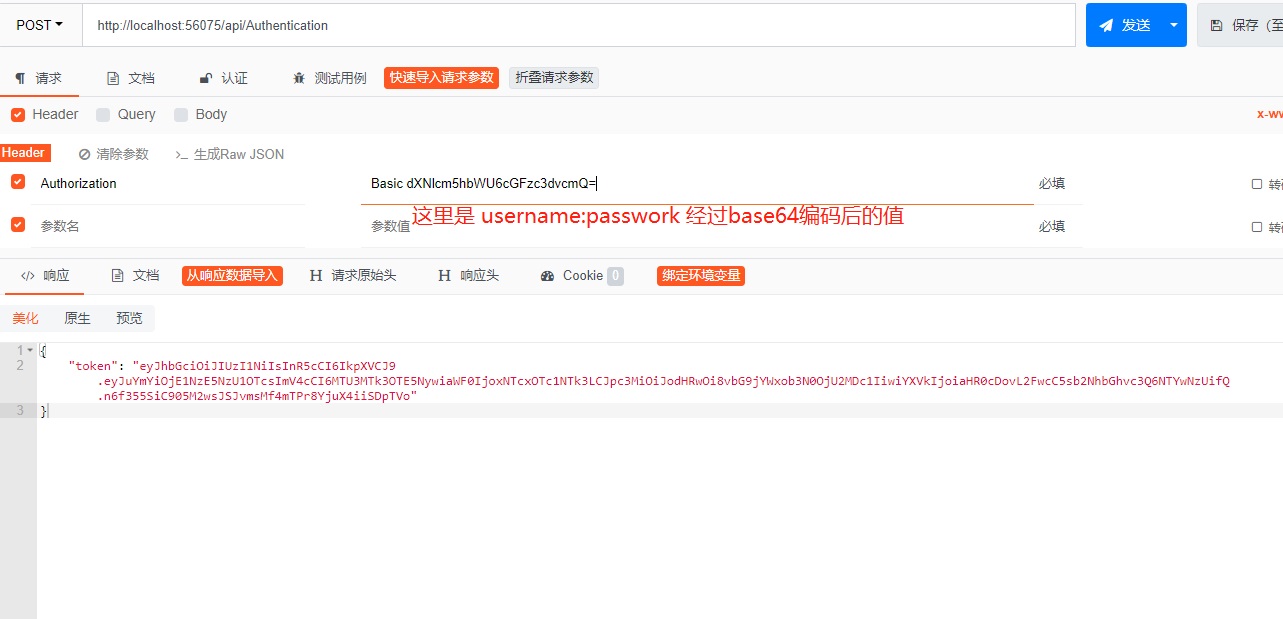 POST http://localhost:56075/api/Authentication 发送 保存（至
请求 文档 认证 测试用例 快速导入请求参数 折叠请求参数
Header Query Body x-wv
Header 清除参数 >_ 生成Raw JSON
Authorization Basic dXNlcm5hbWU6cGFzc3dvcmQ= 必填
参数名 参数值 必填
这里是 username:passwork 经过base64编码后的值
</> 响应 文档 从响应数据导入 H 请求原始头 H 响应头 Cookie 0 绑定环境变量
美化 原生 预览
1 {
2 "token": "eyJhbGciOiJIUzI1NiIsInR5cCI6IkpXVCJ9
.eyJuYmYiOjE1NzE5NzU1OTcsImV4cCI6MTU3MTk3OTE5NywiaWF0IjoxNTcxOTc1NTk3LCJpc3MiOiJodHRwOi8vbG9jYWxob3N0OjU2MDc1IiwiYXVkIjoiaHR0cDovL2FwcC5sb2NhbGhvc3Q6NTYwNzUifQ
.n6f355SiC905M2wsJSJvmsMf4mTPr8YjuX4iiSDpTVo"
3 }